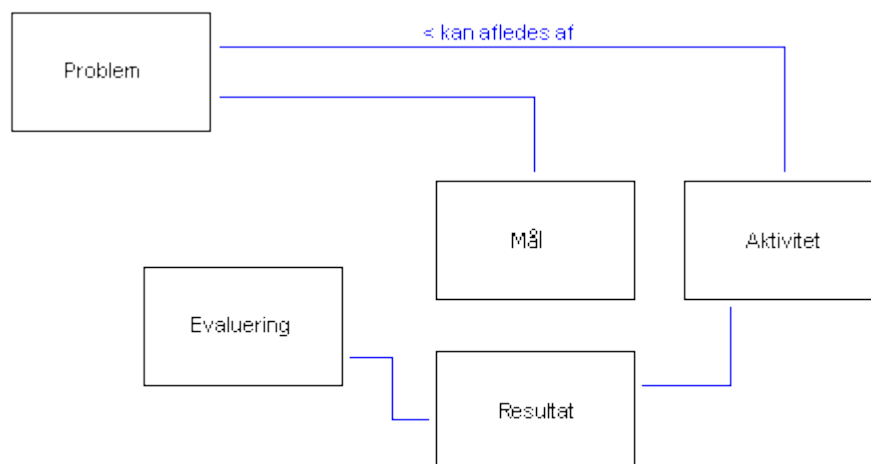 < kan afledes af
Problem
Mål
Aktivitet
Evaluering
Resultat